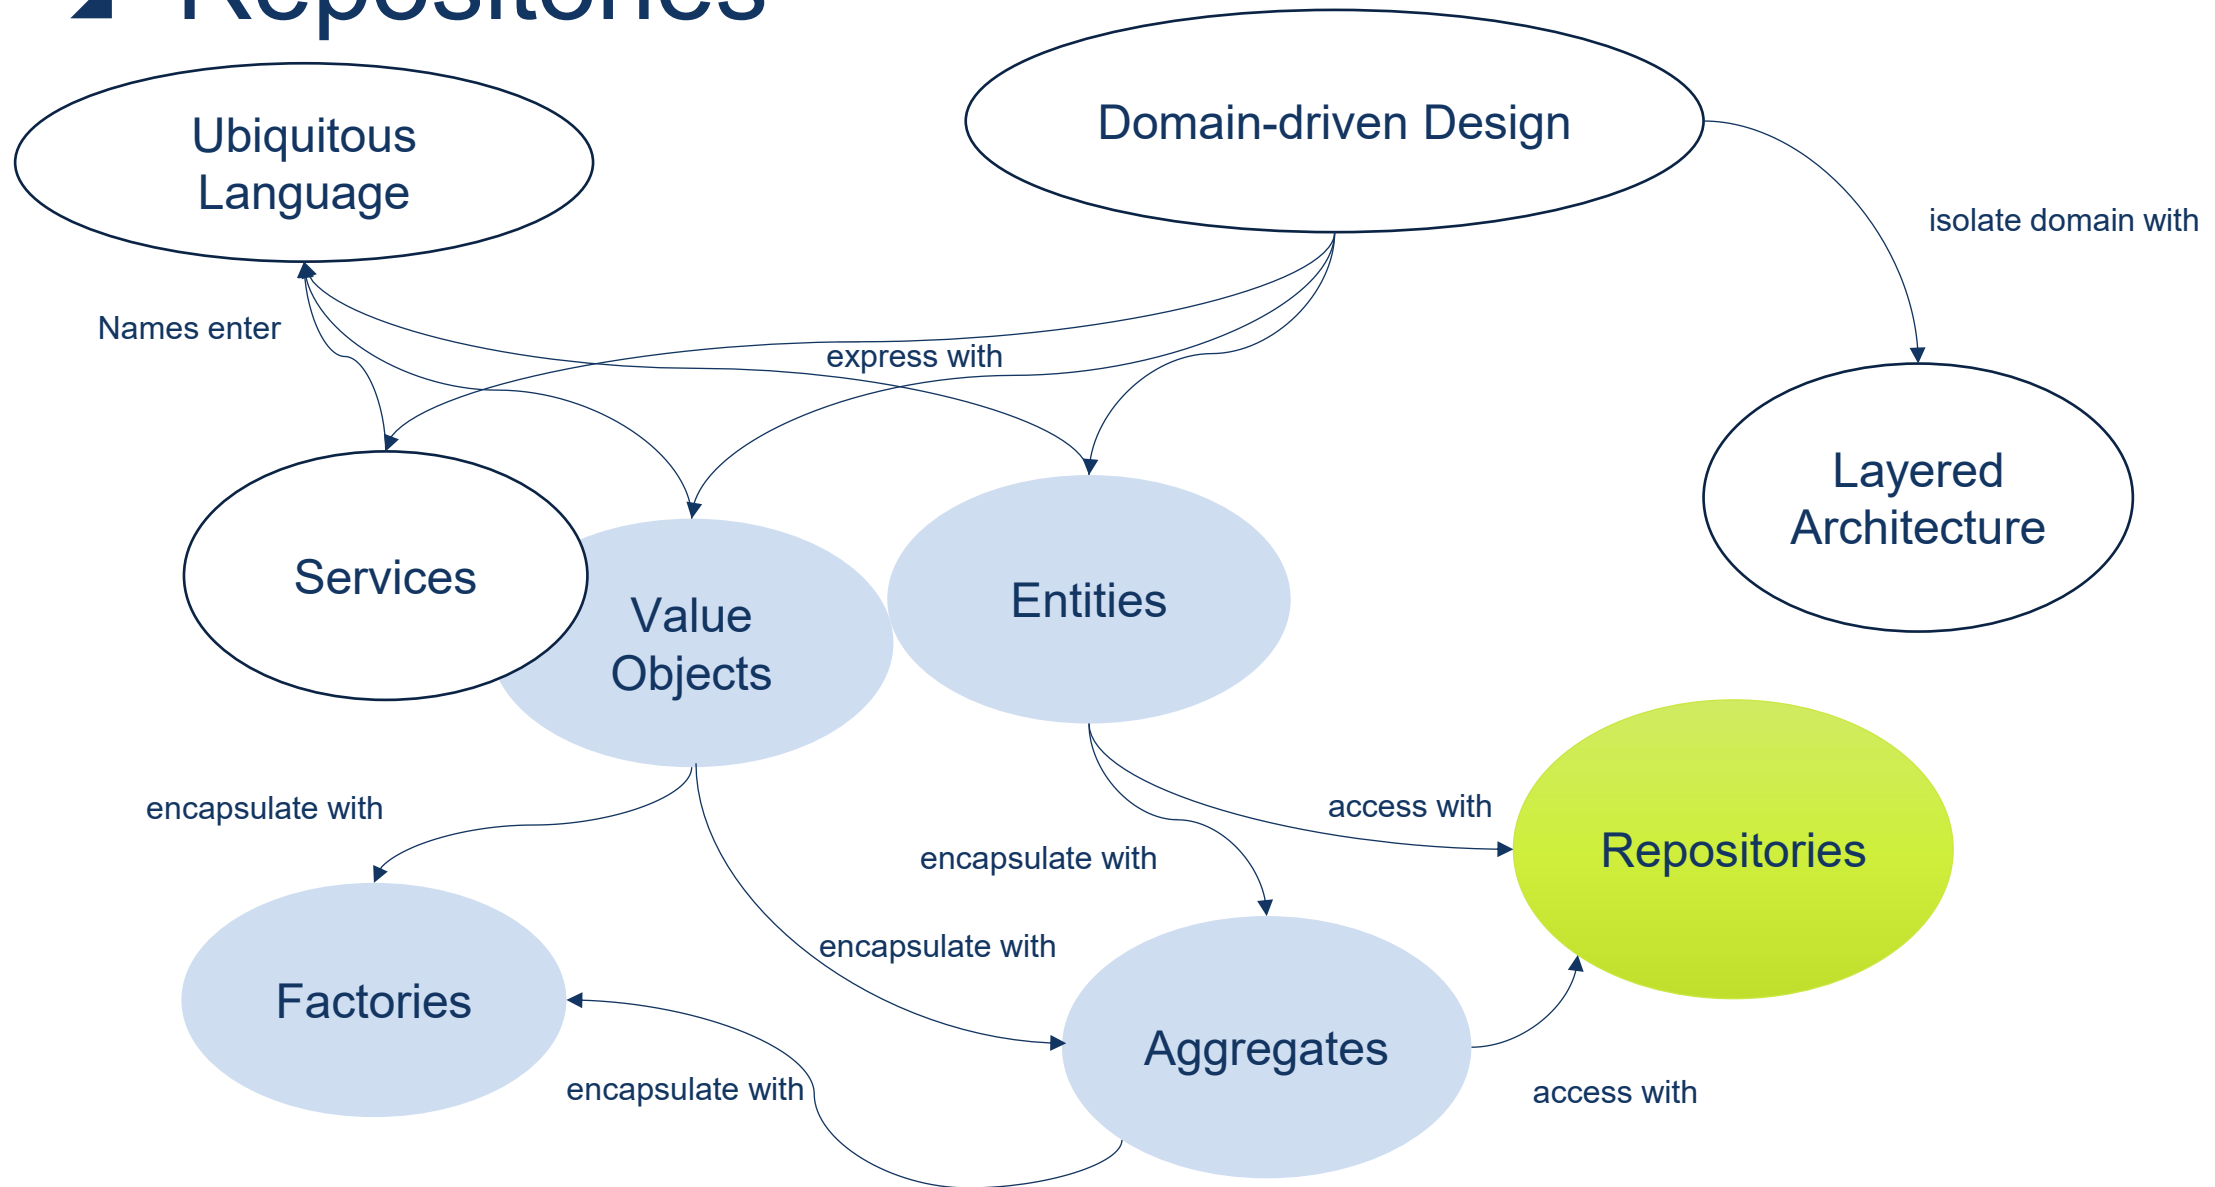 Repositories
Ubiquitous
Language
Domain-driven Design
isolate domain with
Names enter
express with
Layered
Architecture
Services
Value
Objects
Entities
encapsulate with
access with
encapsulate with
Repositories
encapsulate with
Factories
Aggregates
encapsulate with
access with